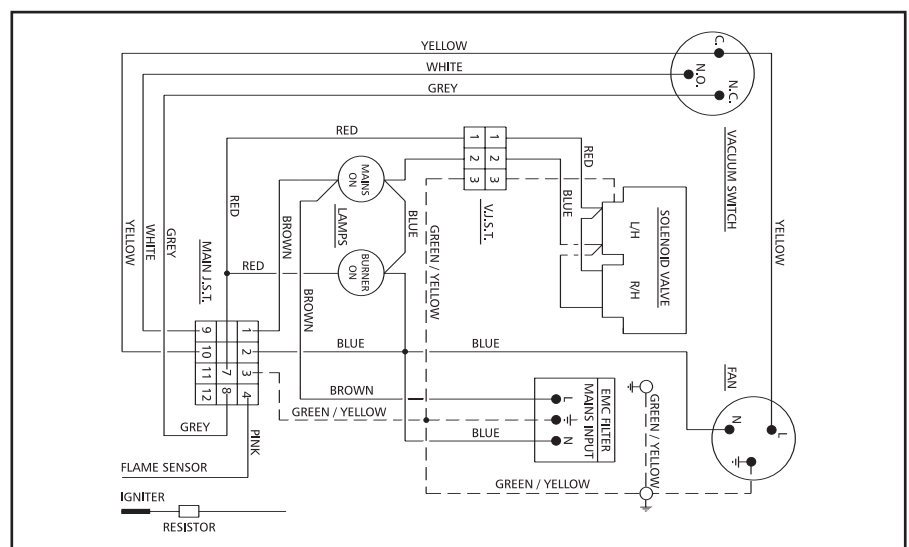 YELLOW
WHITE
GREY
C.
N.O.
N.C.
VACUUM SWITCH
RED
1 1
2 2
3 3
V.J.S.T.
RED
BLUE
SOLENOID VALVE
L/H
R/H
MAINS ON
LAMPS
BURNER ON
RED
BROWN
BLUE
GREEN / YELLOW
YELLOW
YELLOW
WHITE
GREY
MAIN J.S.T.
RED
BROWN
9 1
10 2
11 7 3
12 8 4
BLUE
BLUE
FAN
N
L
BROWN
GREEN / YELLOW
BLUE
L
N
EMC FILTER
MAINS INPUT
GREEN / YELLOW
GREY
PINK
GREEN / YELLOW
FLAME SENSOR
IGNITER
RESISTOR